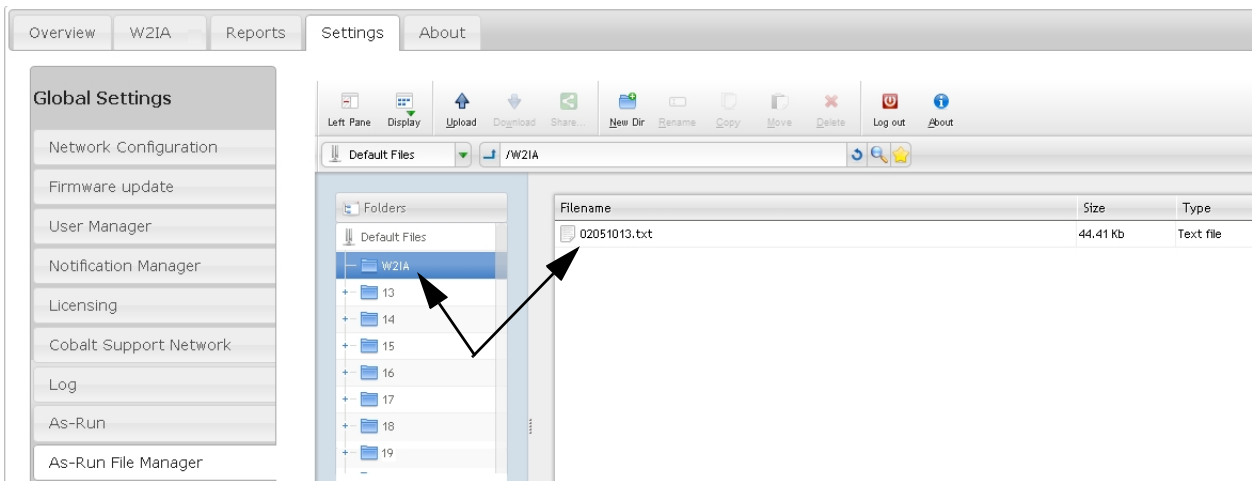 Overview W2IA Reports Settings About
Global Settings
Network Configuration
Firmware update
User Manager
Notification Manager
Licensing
Cobalt Support Network
Log
As-Run
As-Run File Manager
Left Pane Display Upload Download Share... New Dir Rename Copy Move Delete Log out About
Default Files /W2IA
Folders
Default Files
W2IA
13
14
15
16
17
18
19
Filename Size Type
02051013.txt 44.41 Kb Text file